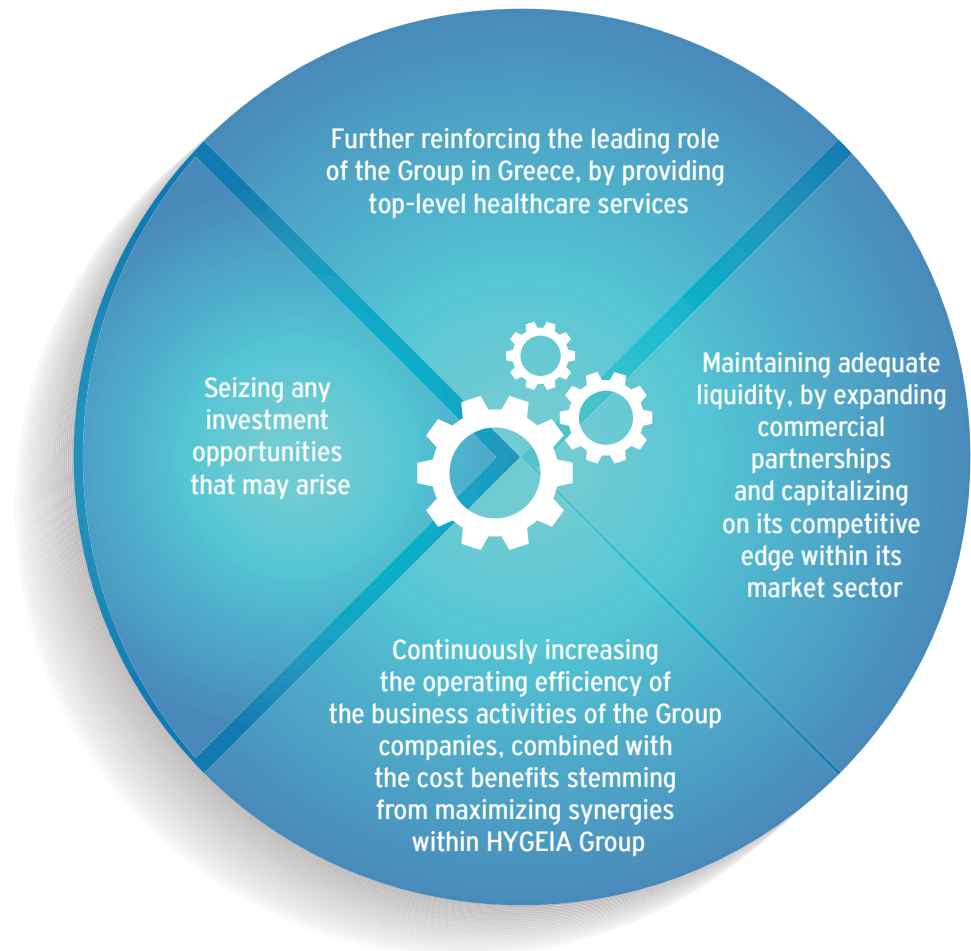 Further reinforcing the leading role
of the Group in Greece, by providing
top-level healthcare services
Maintaining adequate
liquidity, by expanding
commercial
partnerships
and capitalizing
on its competitive
edge within its
market sector
Continuously increasing
the operating efficiency of
the business activities of the Group
companies, combined with
the cost benefits stemming
from maximizing synergies
within HYGEIA Group
Seizing any
investment
opportunities
that may arise